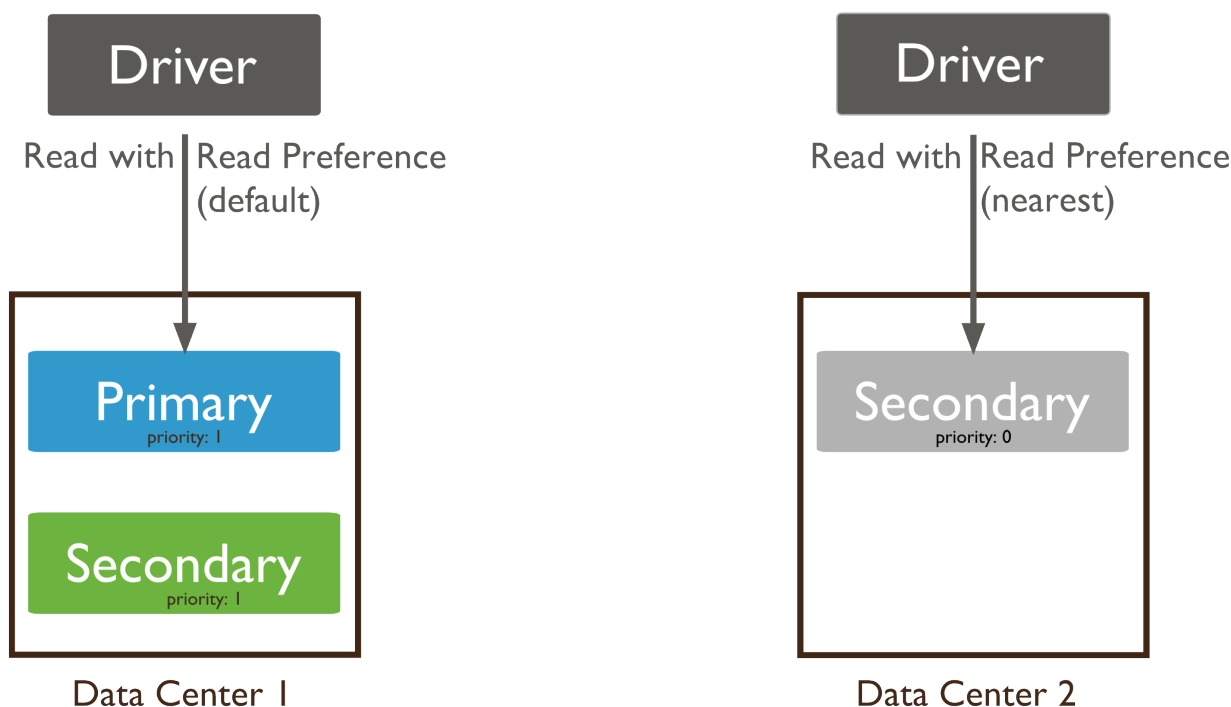 Driver
Read with Read Preference
(default)
Primary
priority: 1
Secondary
priority: 1
Data Center 1
Driver
Read with Read Preference
(nearest)
Secondary
priority: 0
Data Center 2